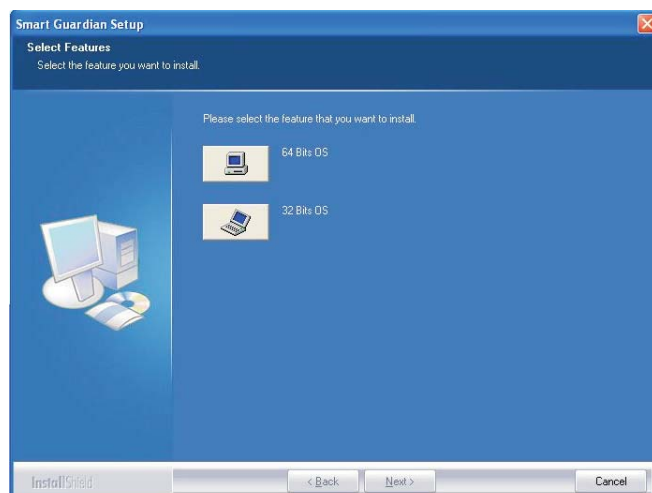 Smart Guardian Setup
Select Features
Select the feature you want to install.
Please select the feature that you want to install.
64 Bits OS
32 Bits OS
InstallShield
< Back
Next >
Cancel